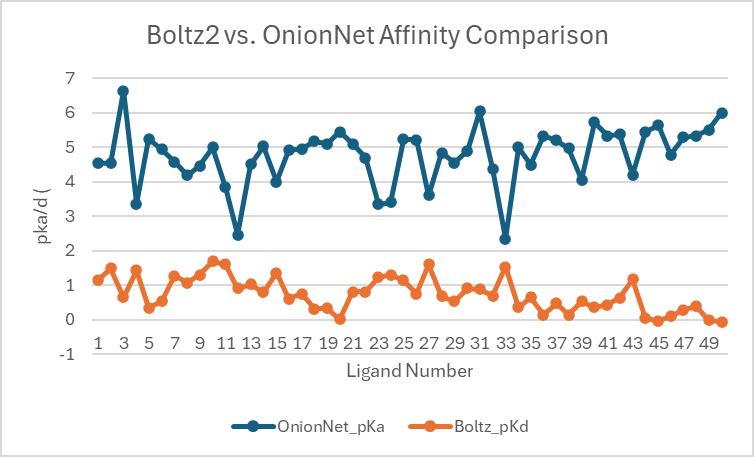 Boltz2 vs. OnionNet Affinity Comparison
7
6
5
4
3
2
1
0
-1
pka/d (
1 3 5 7 9 11 13 15 17 19 21 23 25 27 29 31 33 35 37 39 41 43 45 47 49
Ligand Number
OnionNet_pKa Boltz_pKd